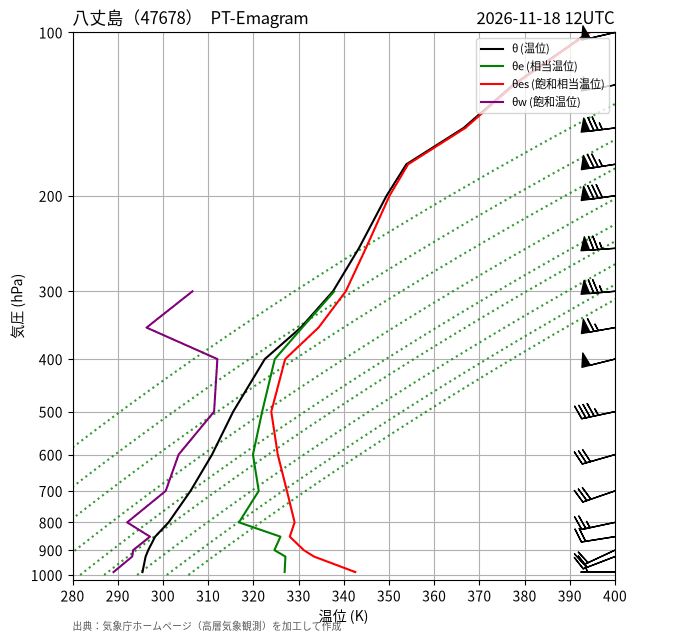 八丈島（47678） PT-Emagram
2026-11-18 12UTC
θ (温位)
θe (相当温位)
θes (飽和相当温位)
θw (飽和温位)
気圧 (hPa)
100
200
300
400
500
600
700
800
900
1000
280 290 300 310 320 330 340 350 360 370 380 390 400
温位 (K)
出典：気象庁ホームページ（高層気象観測）を加工して作成